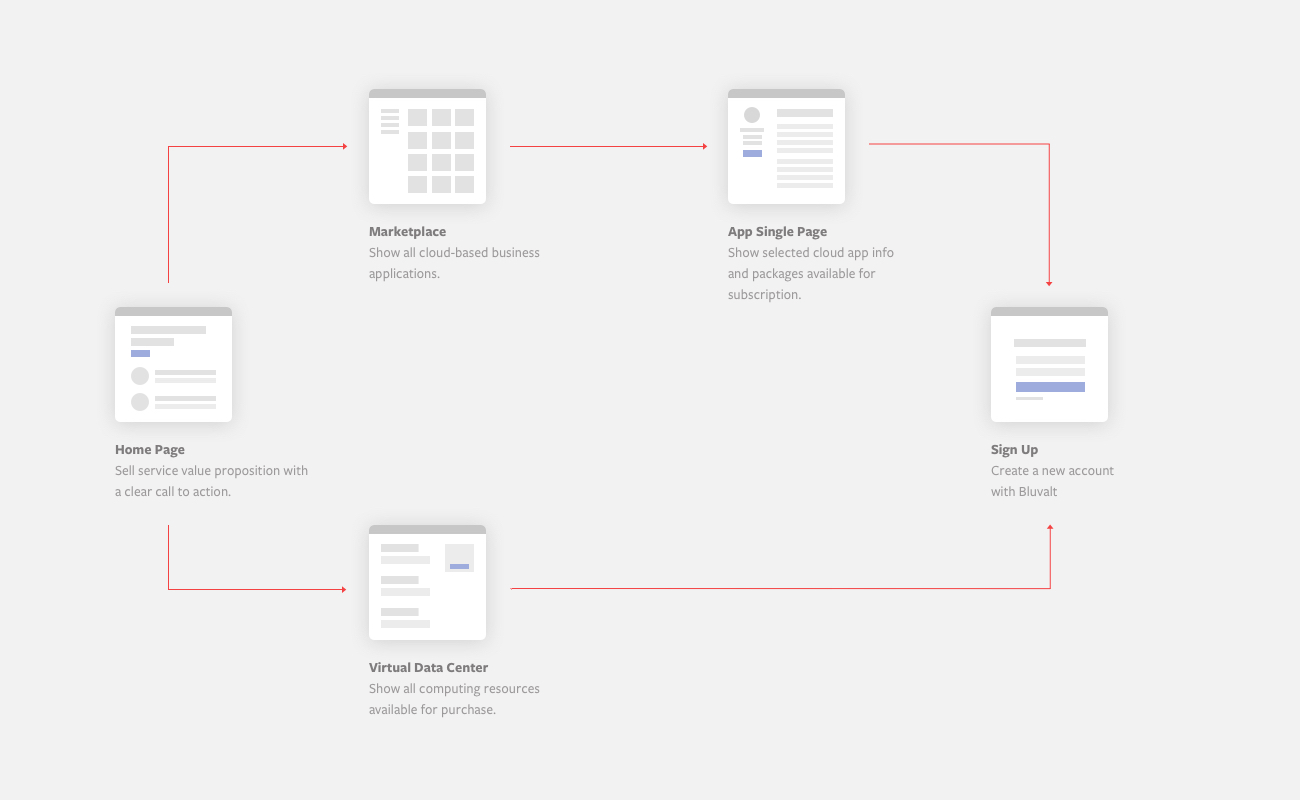 Marketplace
Show all cloud-based business
applications.
App Single Page
Show selected cloud app info
and packages available for
subscription.
Home Page
Sell service value proposition with
a clear call to action.
Sign Up
Create a new account
with Bluvalt
Virtual Data Center
Show all computing resources
available for purchase.